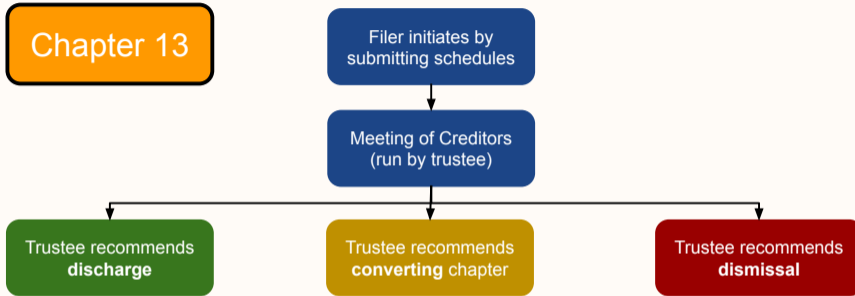 Chapter 13
Filer initiates by
submitting schedules
Meeting of Creditors
(run by trustee)
Trustee recommends
discharge
Trustee recommends
converting chapter
Trustee recommends
dismissal